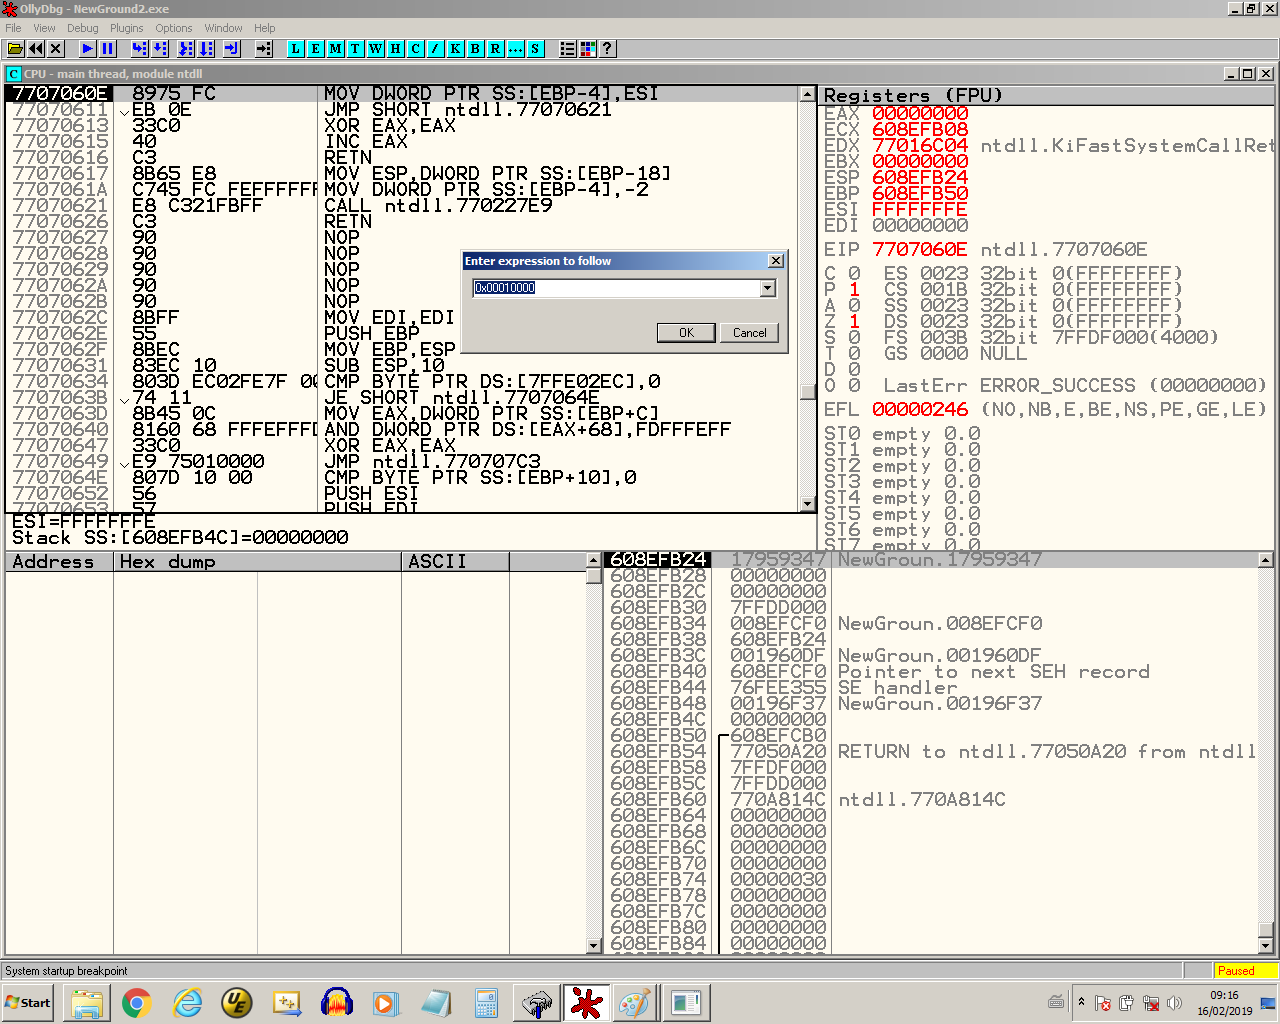 OllyDbg - NewGround2.exe
File View Debug Plugins Options Window Help
L E M T W H C / K B R ... S ?
C CPU - main thread, module ntdll
7707060E 8975 FC MOV DWORD PTR SS:[EBP-4],ESI
77070611 EB 0E JMP SHORT ntdll.77070621
77070613 33C0 XOR EAX,EAX
77070615 40 INC EAX
77070616 C3 RETN
77070617 8B65 E8 MOV ESP,DWORD PTR SS:[EBP-18]
7707061A C745 FC FEFFFFFF MOV DWORD PTR SS:[EBP-4],-2
77070621 E8 C321FBFF CALL ntdll.770227E9
77070626 C3 RETN
77070627 90 NOP
77070628 90 NOP
77070629 90 NOP
7707062A 90 NOP
7707062B 90 NOP
7707062C 8BFF MOV EDI,EDI
7707062E 55 PUSH EBP
7707062F 8BEC MOV EBP,ESP
77070631 83EC 10 SUB ESP,10
77070634 803D EC02FE7F 00 CMP BYTE PTR DS:[7FFE02EC],0
7707063B 74 11 JE SHORT ntdll.7707064E
7707063D 8B45 0C MOV EAX,DWORD PTR SS:[EBP+C]
77070640 8160 68 FFFEFFFD AND DWORD PTR DS:[EAX+68],FDFFFEFF
77070647 33C0 XOR EAX,EAX
77070649 E9 75010000 JMP ntdll.770707C3
7707064E 807D 10 00 CMP BYTE PTR SS:[EBP+10],0
77070652 56 PUSH ESI
77070653 57 PUSH EDI
ESI=FFFFFFFE
Stack SS:[608EFB4C]=00000000
Enter expression to follow
0x00010000
OK Cancel
Registers (FPU)
EAX 00000000
ECX 608EFB08
EDX 77016C04 ntdll.KiFastSystemCallRet
EBX 00000000
ESP 608EFB24
EBP 608EFB50
ESI FFFFFFFE
EDI 00000000
EIP 7707060E ntdll.7707060E
C 0 ES 0023 32bit 0(FFFFFFFF)
P 1 CS 001B 32bit 0(FFFFFFFF)
A 0 SS 0023 32bit 0(FFFFFFFF)
Z 1 DS 0023 32bit 0(FFFFFFFF)
S 0 FS 003B 32bit 7FFDF000(4000)
T 0 GS 0000 NULL
D 0
O 0 LastErr ERROR_SUCCESS (00000000)
EFL 00000246 (NO,NB,E,BE,NS,PE,GE,LE)
ST0 empty 0.0
ST1 empty 0.0
ST2 empty 0.0
ST3 empty 0.0
ST4 empty 0.0
ST5 empty 0.0
ST6 empty 0.0
ST7 empty 0.0
Address Hex dump ASCII
608EFB24 17959347 NewGroun.17959347
608EFB28 00000000
608EFB2C 00000000
608EFB30 7FFDD000
608EFB34 008EFCF0 NewGroun.008EFCF0
608EFB38 608EFB24
608EFB3C 001960DF NewGroun.001960DF
608EFB40 608EFCF0 Pointer to next SEH record
608EFB44 76FEE355 SE handler
608EFB48 00196F37 NewGroun.00196F37
608EFB4C 00000000
608EFB50 608EFCB0
608EFB54 77050A20 RETURN to ntdll.77050A20 from ntdll
608EFB58 7FFDF000
608EFB5C 7FFDD000
608EFB60 770A814C ntdll.770A814C
608EFB64 00000000
608EFB68 00000000
608EFB6C 00000000
608EFB70 00000000
608EFB74 00000030
608EFB78 00000000
608EFB7C 00000000
608EFB80 00000000
608EFB84 00000000
System startup breakpoint Paused
Start UE 09:16
16/02/2019